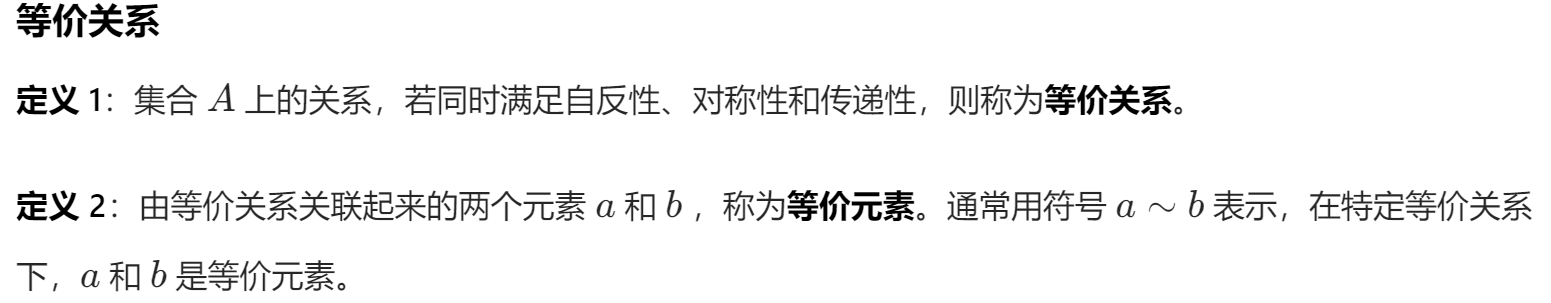 等价关系
定义 1：集合 A 上的关系，若同时满足自反性、对称性和传递性，则称为等价关系。
定义 2：由等价关系关联起来的两个元素 a 和 b ，称为等价元素。通常用符号 a ∼ b 表示，在特定等价关系
下，a 和 b 是等价元素。